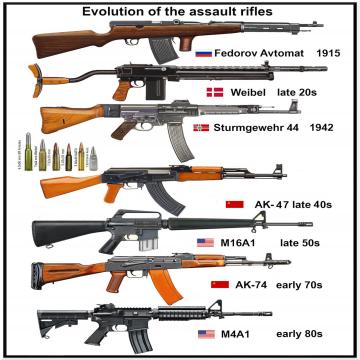 Evolution of the assault rifles
Fedorov Avtomat 1915
Weibel late 20s
Sturmgewehr 44 1942
AK-47 late 40s
M16A1 late 50s
AK-74 early 70s
M4A1 early 80s